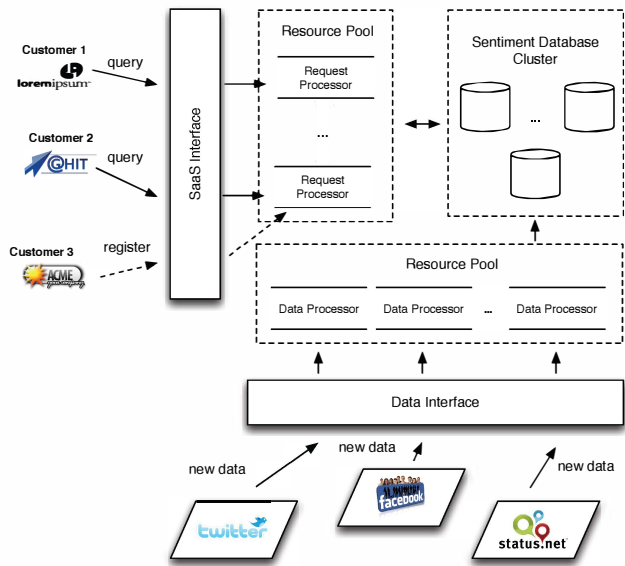 Customer 1
loremipsum
query
Customer 2
@HIT
query
Customer 3
ACME
register
SaaS Interface
Resource Pool
Request
Processor
...
Request
Processor
Sentiment Database
Cluster
...
Resource Pool
Data Processor
Data Processor
...
Data Processor
Data Interface
new data
new data
new data
twitter
facebook
status.net